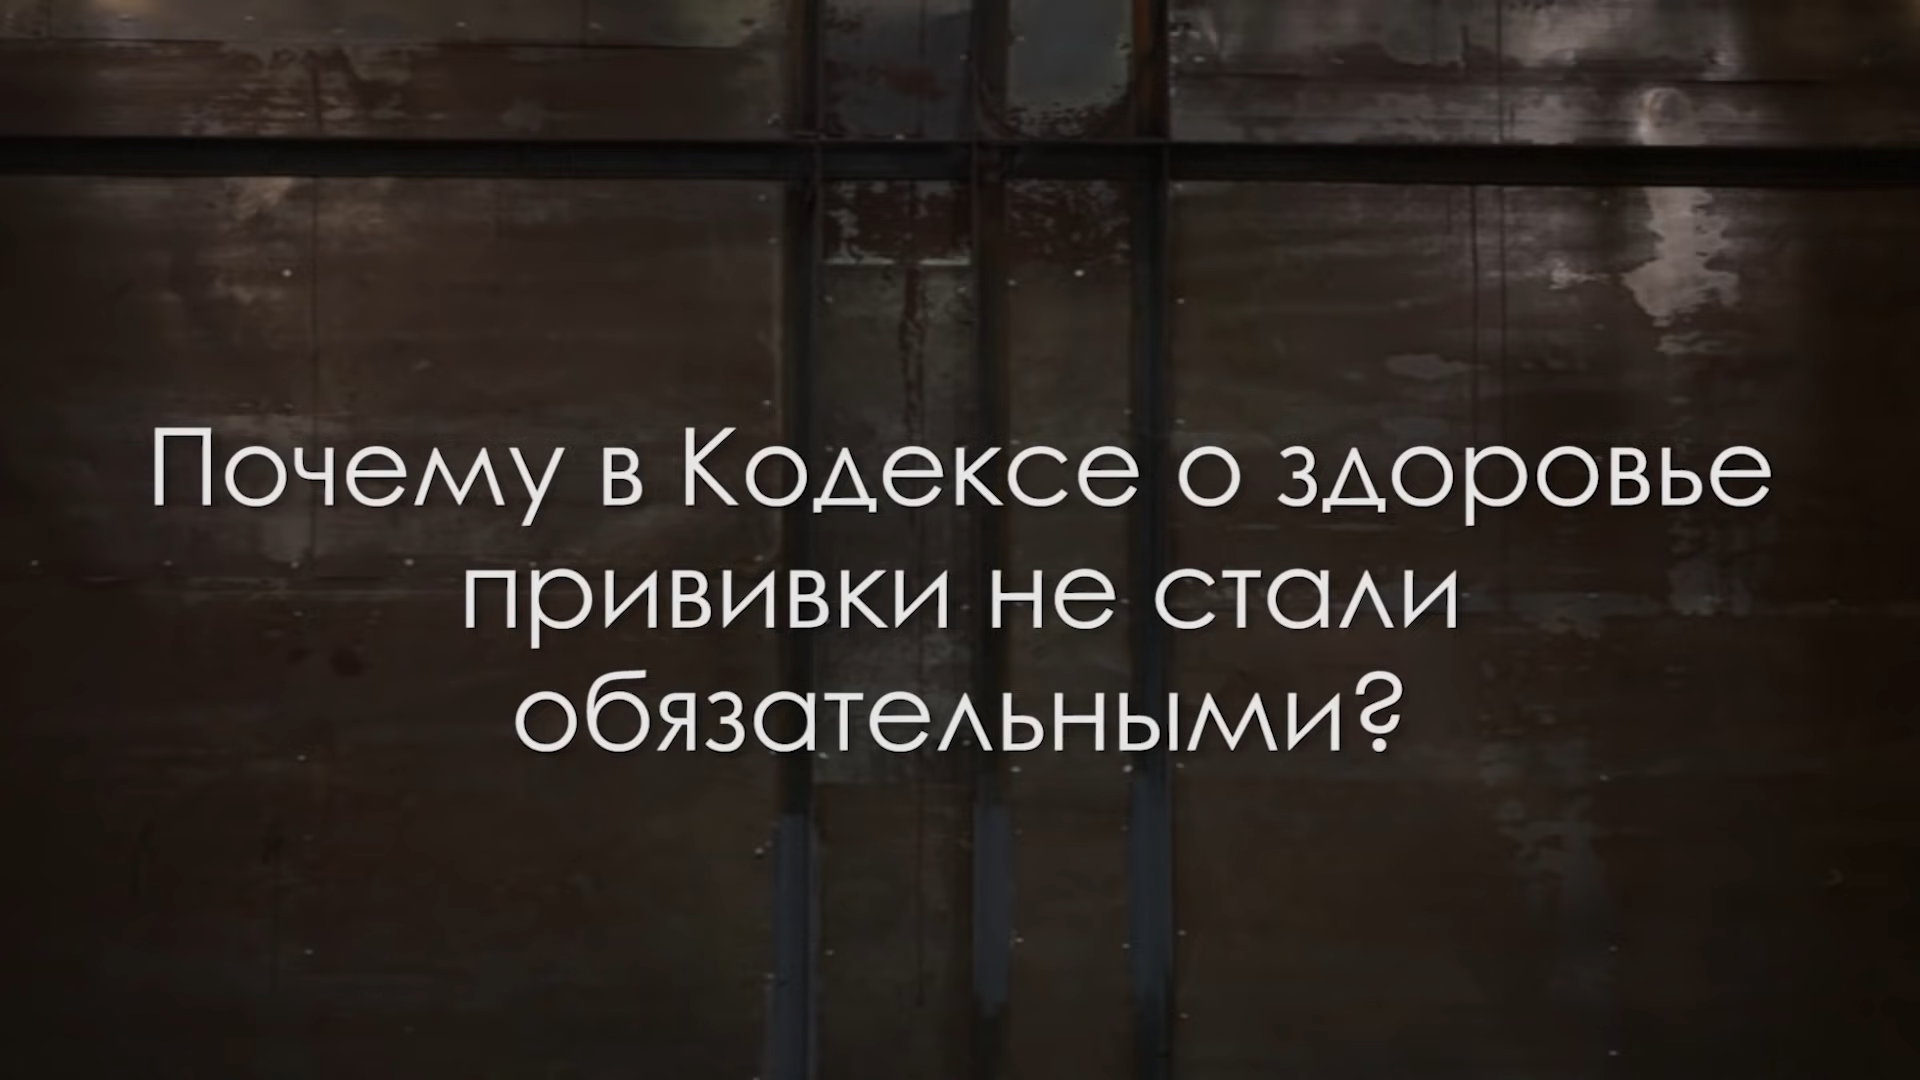 Почему в Кодексе о здоровье
прививки не стали
обязательными?